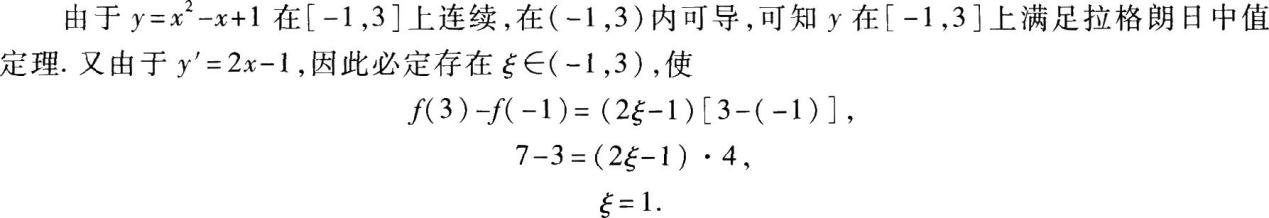 由于 y=x²-x+1 在[-1,3]上连续,在(-1,3)内可导,可知 y 在[-1,3]上满足拉格朗日中值
定理. 又由于 y′=2x-1,因此必定存在 ξ∈(-1,3),使
f(3)-f(-1)=(2ξ-1)[3-(-1)],
7-3=(2ξ-1)·4,
ξ=1.